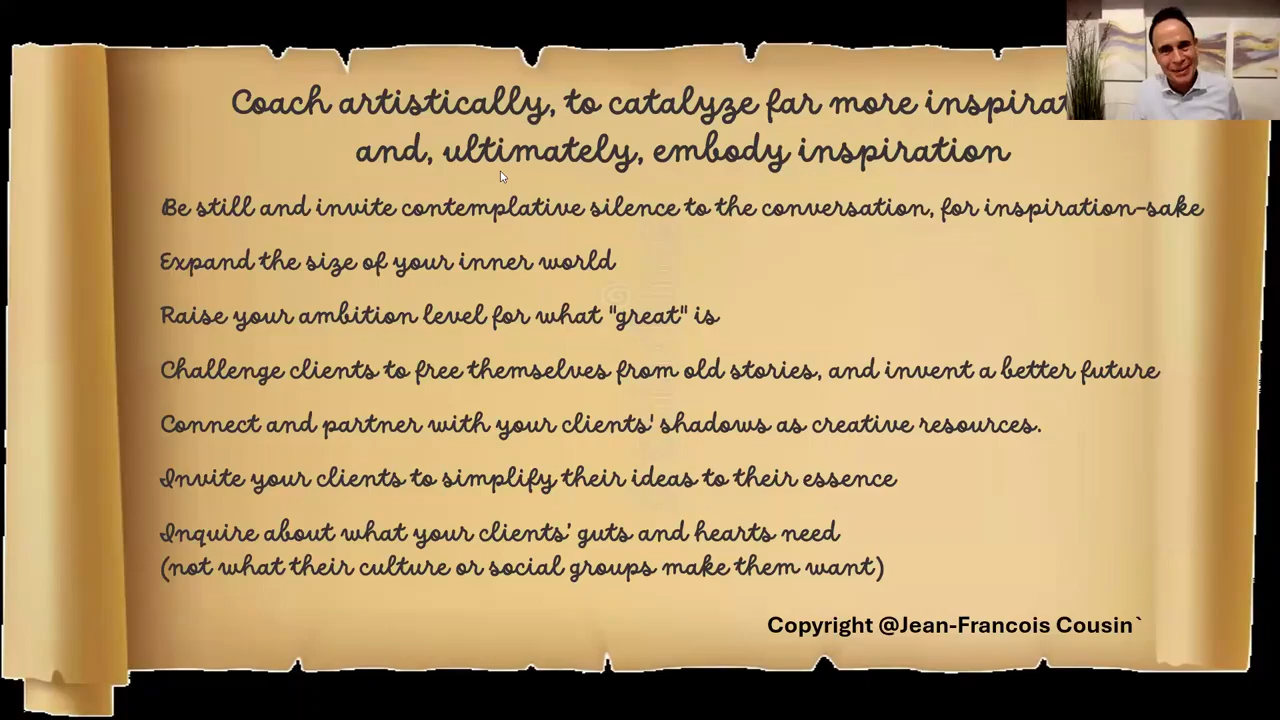 Coach artistically, to catalyze far more
and, ultimately, embody inspiration
Be still and invite contemplative silence to the conversation, for inspiration-sake
Expand the size of your inner world
Raise your ambition level for what "great" is
Challenge clients to free themselves from old stories, and invent a better future
Connect and partner with your clients' shadows as creative resources.
Invite your clients to simplify their ideas to their essence
Inquire about what your clients' guts and hearts need
(not what their culture or social groups make them want)
Copyright @Jean-Francois Cousin`